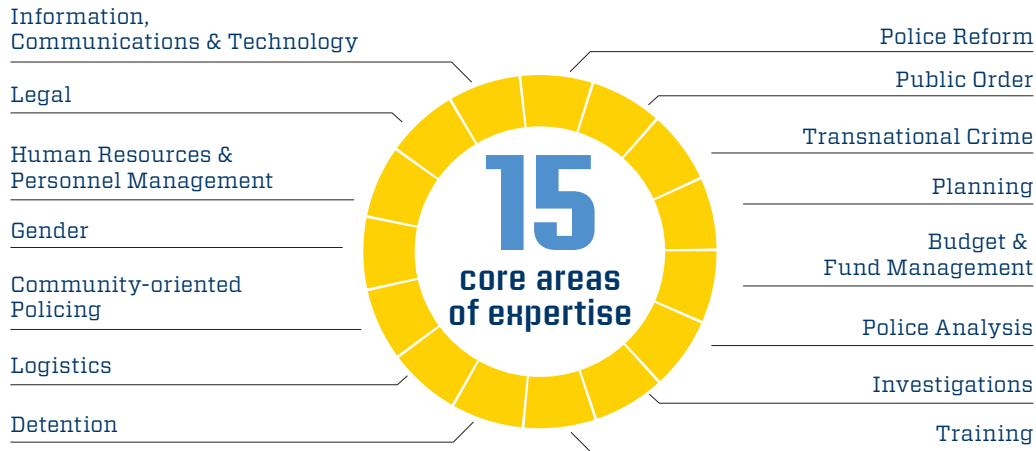 Information,
Communications & Technology
Legal
Human Resources &
Personnel Management
Gender
Community-oriented
Policing
Logistics
Detention
15
core areas
of expertise
Police Reform
Public Order
Transnational Crime
Planning
Budget &
Fund Management
Police Analysis
Investigations
Training